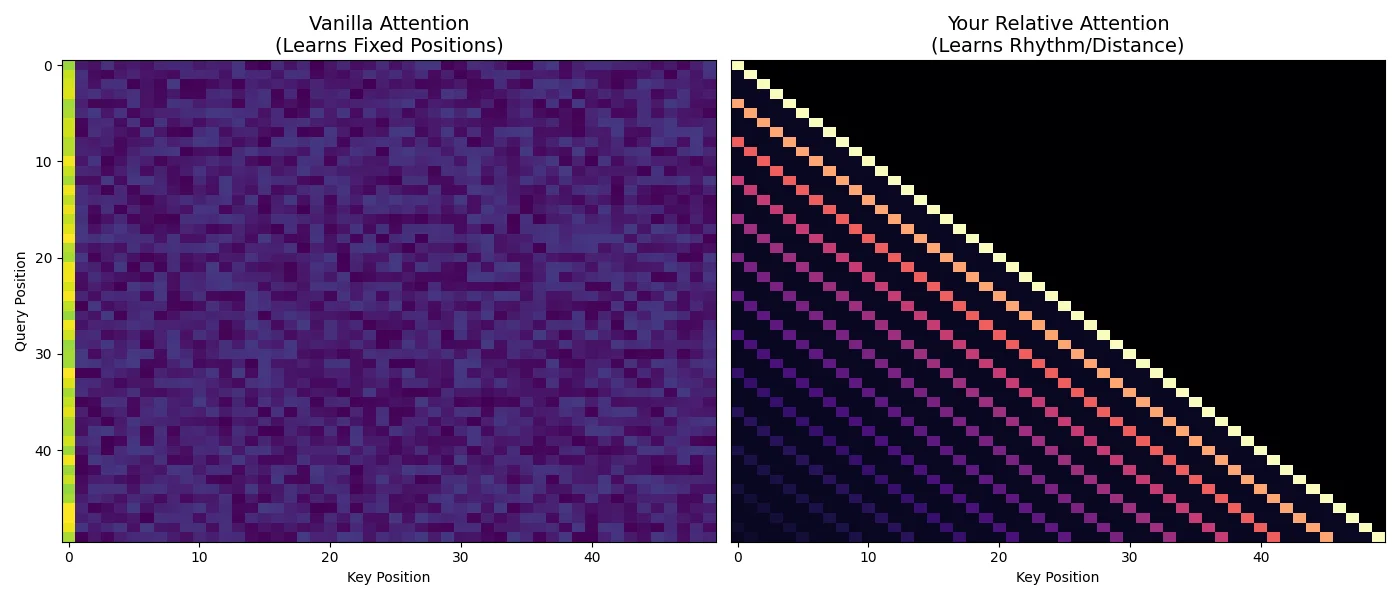 Vanilla Attention
(Learns Fixed Positions)
Your Relative Attention
(Learns Rhythm/Distance)
Query Position
0
10
20
30
40
0 10 20 30 40
Key Position
0 10 20 30 40
Key Position